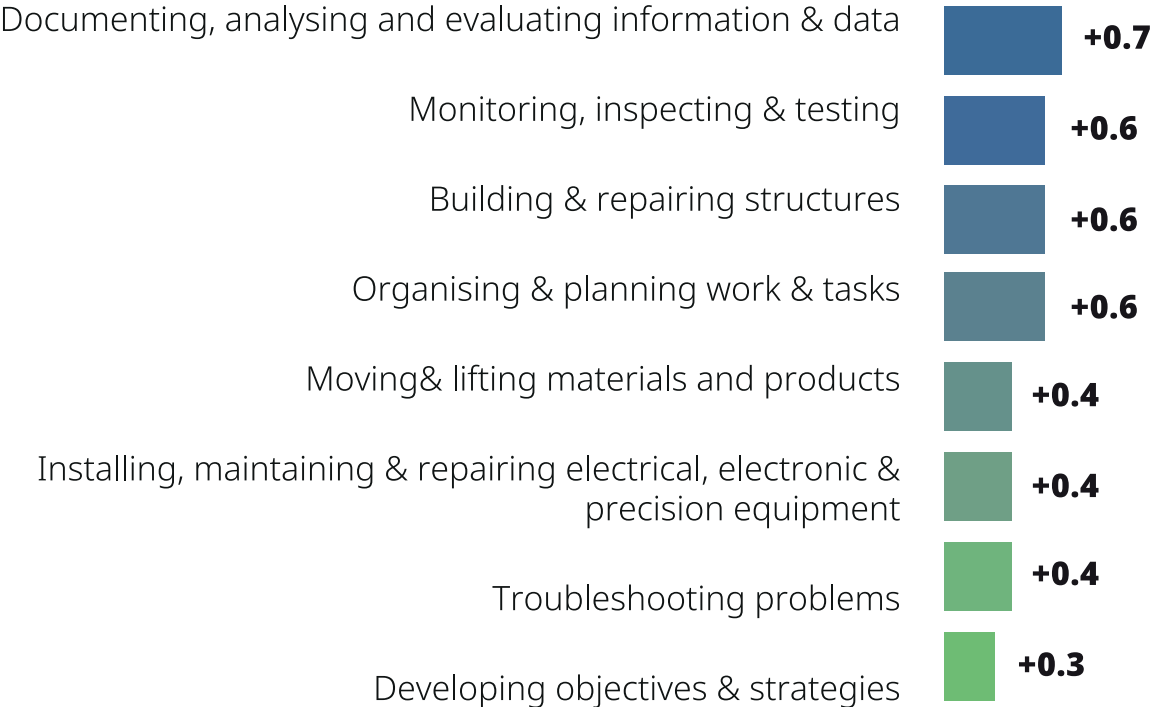 Documenting, analysing and evaluating information & data
+0.7
Monitoring, inspecting & testing
+0.6
Building & repairing structures
+0.6
Organising & planning work & tasks
+0.6
Moving& lifting materials and products
+0.4
Installing, maintaining & repairing electrical, electronic &
precision equipment
+0.4
Troubleshooting problems
+0.4
Developing objectives & strategies
+0.3